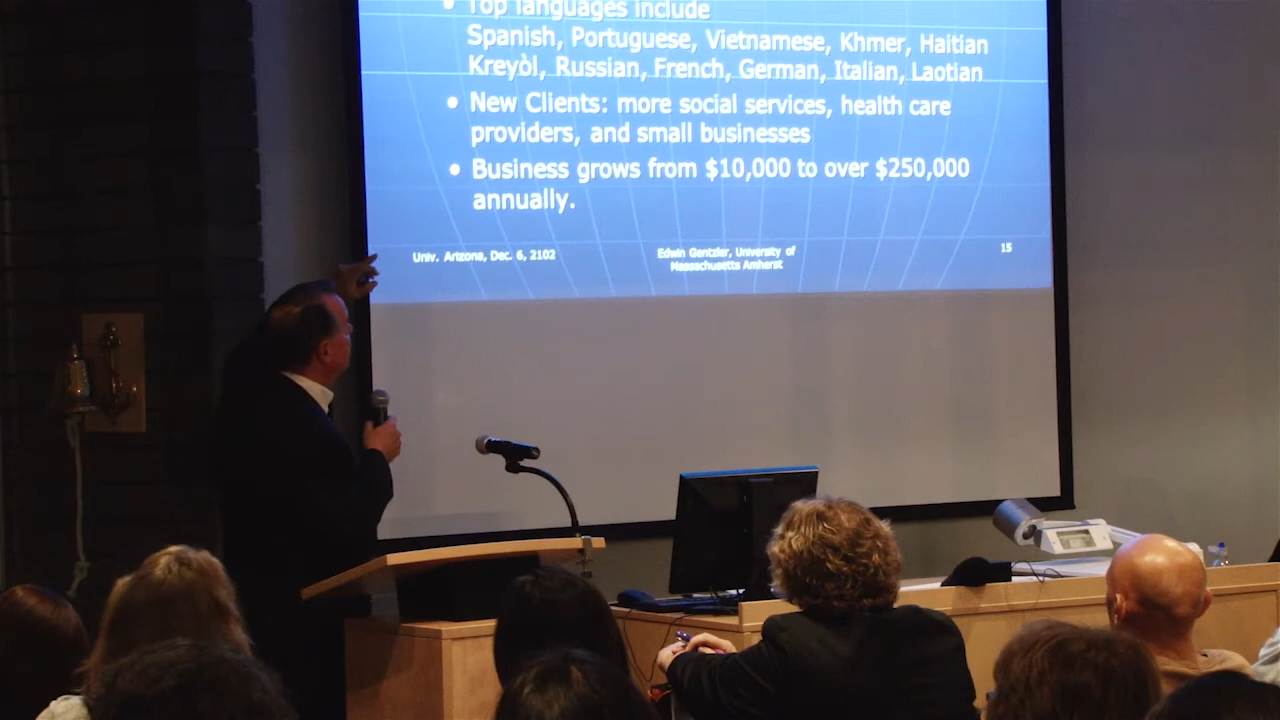 • Top languages include
Spanish, Portuguese, Vietnamese, Khmer, Haitian
Kreyòl, Russian, French, German, Italian, Laotian
• New Clients: more social services, health care
providers, and small businesses
• Business grows from $10,000 to over $250,000
annually.
Univ. Arizona, Dec. 6, 2102
Edwin Gentzler, University of
Massachusetts Amherst
15